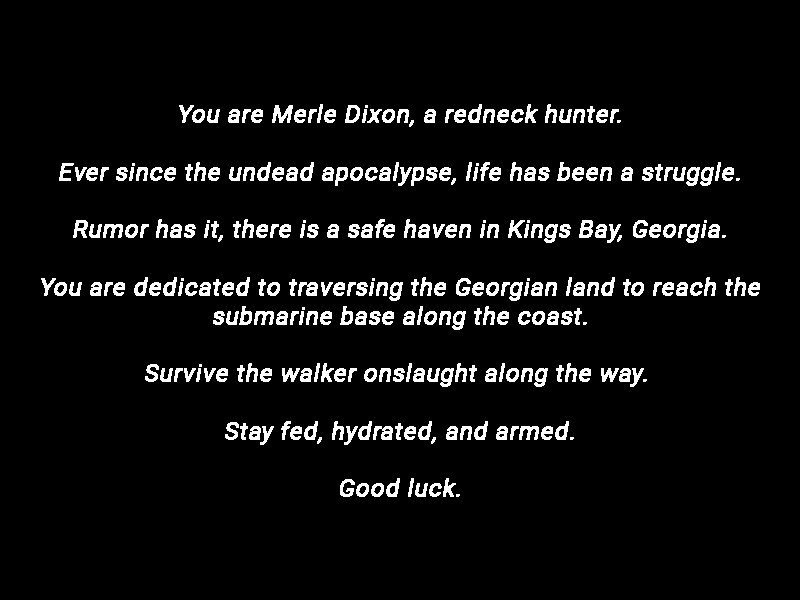 You are Merle Dixon, a redneck hunter.
Ever since the undead apocalypse, life has been a struggle.
Rumor has it, there is a safe haven in Kings Bay, Georgia.
You are dedicated to traversing the Georgian land to reach the
submarine base along the coast.
Survive the walker onslaught along the way.
Stay fed, hydrated, and armed.
Good luck.